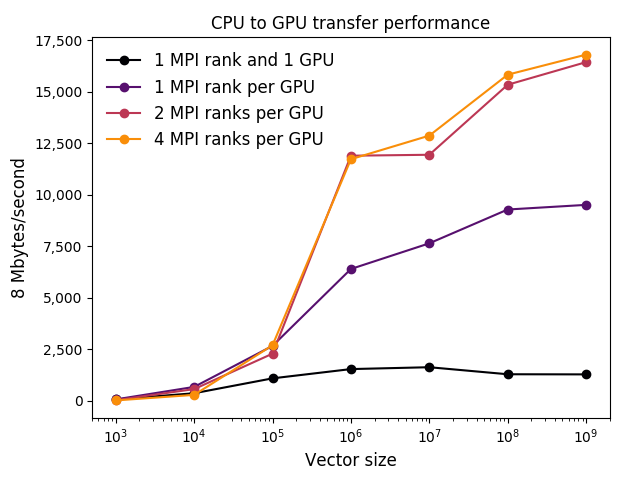 CPU to GPU transfer performance
17,500
15,000
12,500
10,000
7,500
5,000
2,500
0
8 Mbytes/second
1 MPI rank and 1 GPU
1 MPI rank per GPU
2 MPI ranks per GPU
4 MPI ranks per GPU
10³ 10⁴ 10⁵ 10⁶ 10⁷ 10⁸ 10⁹
Vector size